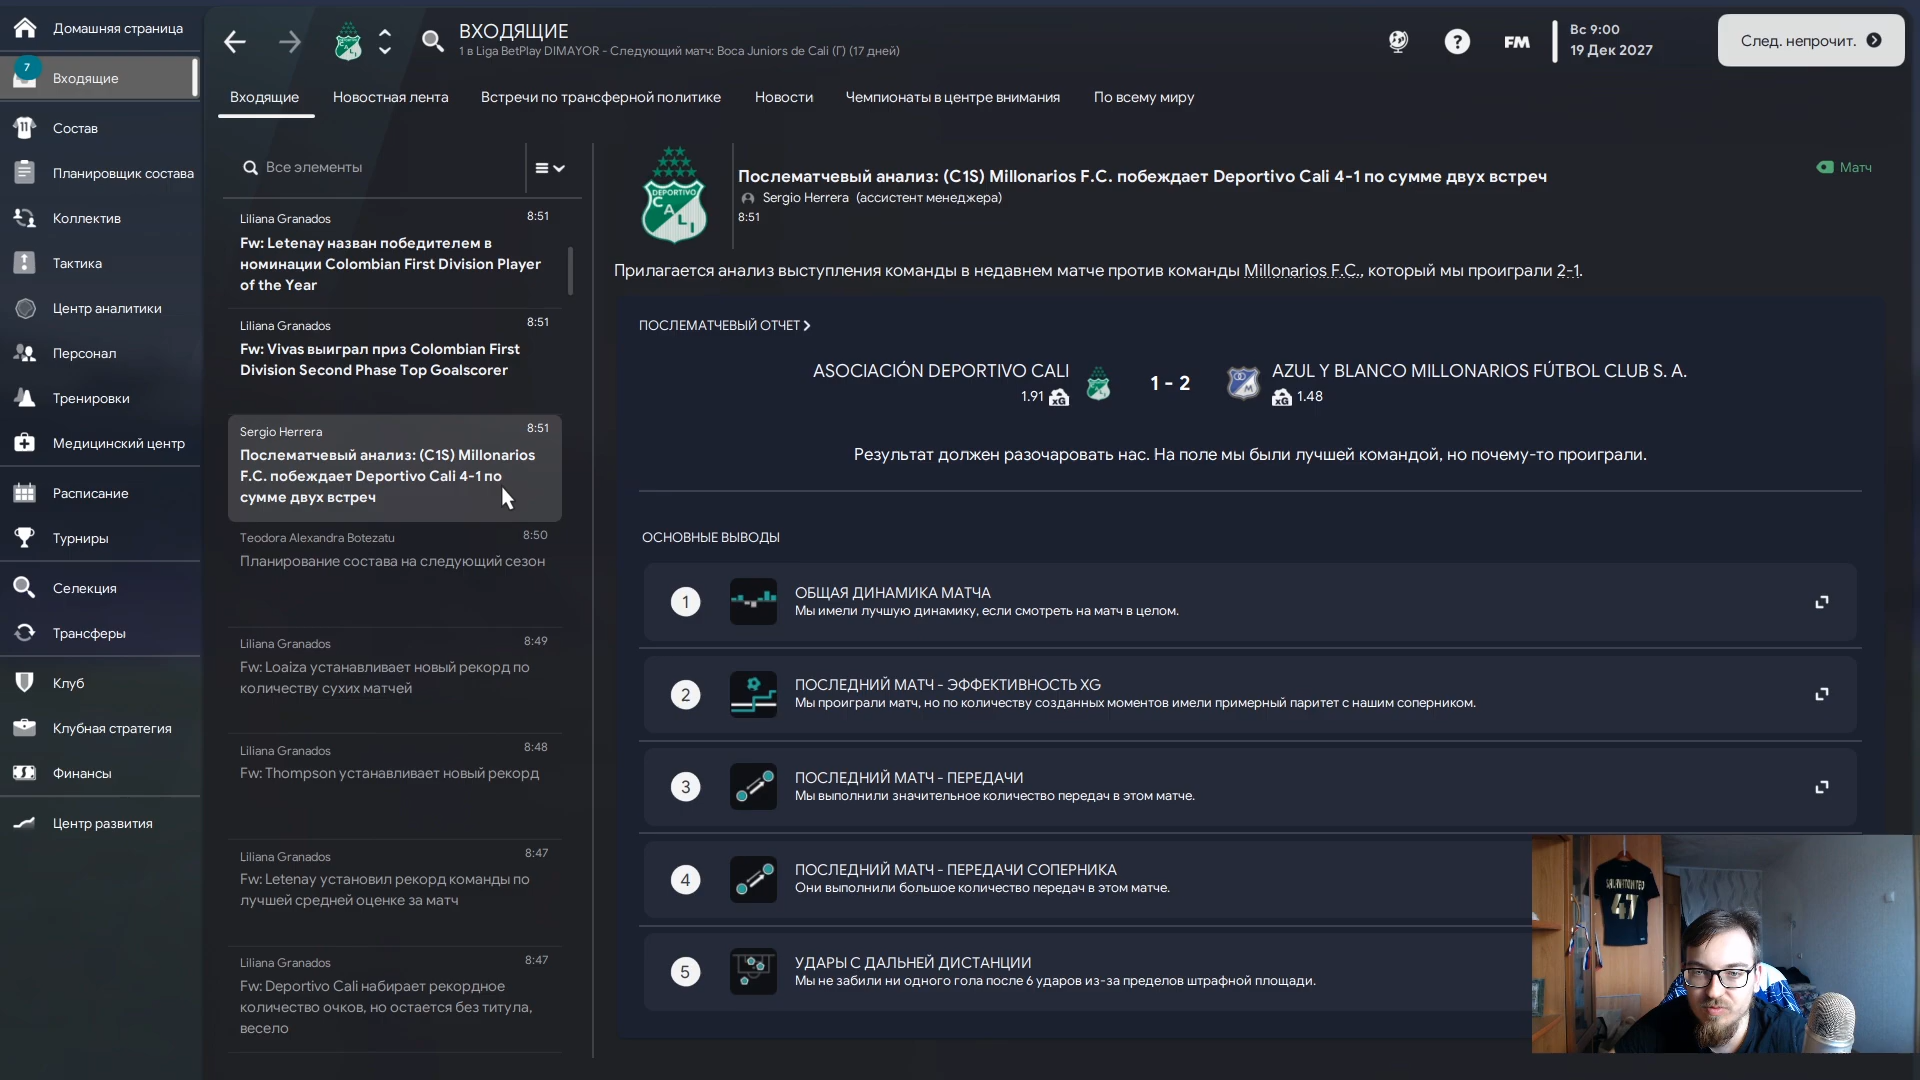 Домашняя страница
7
Входящие
Состав
Планировщик состава
Коллектив
Тактика
Центр аналитики
Персонал
Тренировки
Медицинский центр
Расписание
Турниры
Селекция
Трансферы
Клуб
Клубная стратегия
Финансы
Центр развития
ВХОДЯЩИЕ
1 в Liga BetPlay DIMAYOR - Следующий матч: Boca Juniors de Cali (Г) (17 дней)
FM
Вс 9:00
19 Дек 2027
След. непрочит.
Входящие
Новостная лента
Встречи по трансферной политике
Новости
Чемпионаты в центре внимания
По всему миру
Все элементы
Liliana Granados 8:51
Fw: Letenay назван победителем в
номинации Colombian First Division Player
of the Year
Liliana Granados 8:51
Fw: Vivas выиграл приз Colombian First
Division Second Phase Top Goalscorer
Sergio Herrera 8:51
Послематчевый анализ: (C1S) Millonarios
F.C. побеждает Deportivo Cali 4-1 по
сумме двух встреч
Teodora Alexandra Botezatu 8:50
Планирование состава на следующий сезон
Liliana Granados 8:49
Fw: Loaiza устанавливает новый рекорд по
количеству сухих матчей
Liliana Granados 8:48
Fw: Thompson устанавливает новый рекорд
Liliana Granados 8:47
Fw: Letenay установил рекорд команды по
лучшей средней оценке за матч
Liliana Granados 8:47
Fw: Deportivo Cali набирает рекордное
количество очков, но остается без титула,
весело
DEPORTIVO
CALI
Послематчевый анализ: (C1S) Millonarios F.C. побеждает Deportivo Cali 4-1 по сумме двух встреч
Sergio Herrera (ассистент менеджера)
8:51
Матч
Прилагается анализ выступления команды в недавнем матче против команды Millonarios F.C., который мы проиграли 2-1.
ПОСЛЕМАТЧЕВЫЙ ОТЧЕТ
ASOCIACIÓN DEPORTIVO CALI
1.91 xG
1 - 2
AZUL Y BLANCO MILLONARIOS FÚTBOL CLUB S. A.
xG 1.48
Результат должен разочаровать нас. На поле мы были лучшей командой, но почему-то проиграли.
ОСНОВНЫЕ ВЫВОДЫ
1
ОБЩАЯ ДИНАМИКА МАТЧА
Мы имели лучшую динамику, если смотреть на матч в целом.
2
ПОСЛЕДНИЙ МАТЧ - ЭФФЕКТИВНОСТЬ XG
Мы проиграли матч, но по количеству созданных моментов имели примерный паритет с нашим соперником.
3
ПОСЛЕДНИЙ МАТЧ - ПЕРЕДАЧИ
Мы выполнили значительное количество передач в этом матче.
4
ПОСЛЕДНИЙ МАТЧ - ПЕРЕДАЧИ СОПЕРНИКА
Они выполнили большое количество передач в этом матче.
5
УДАРЫ С ДАЛЬНЕЙ ДИСТАНЦИИ
Мы не забили ни одного гола после 6 ударов из-за пределов штрафной площади.
47